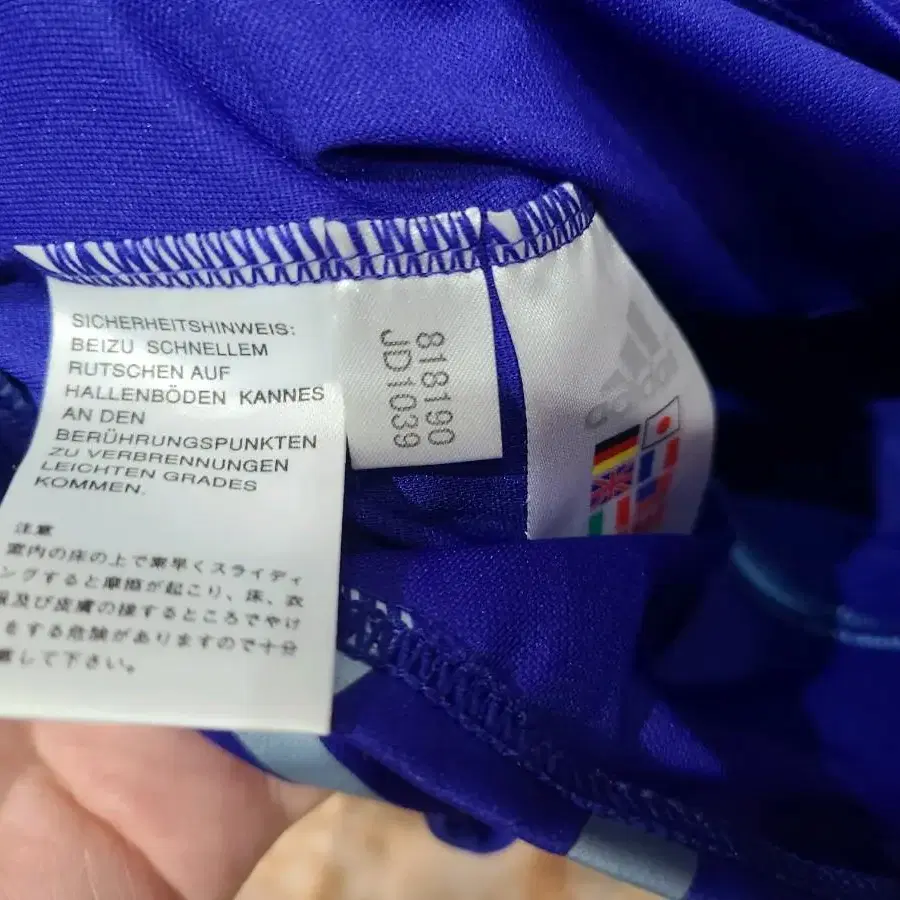 SICHERHEITSHINWEIS:
BEIZU SCHNELLEM
RUTSCHEN AUF
HALLENBÖDEN KANNES
AN DEN
BERÜHRUNGSPUNKTEN
ZU VERBRENNUNGEN
LEICHTEN GRADES
KOMMEN.
注意
室内の床の上で素早くスライディ
ングすると摩擦が起こり、床、衣
服及び皮膚の接するところでやけ
をする危険がありますので十分
意して下さい。
818190
JD1039
adidas